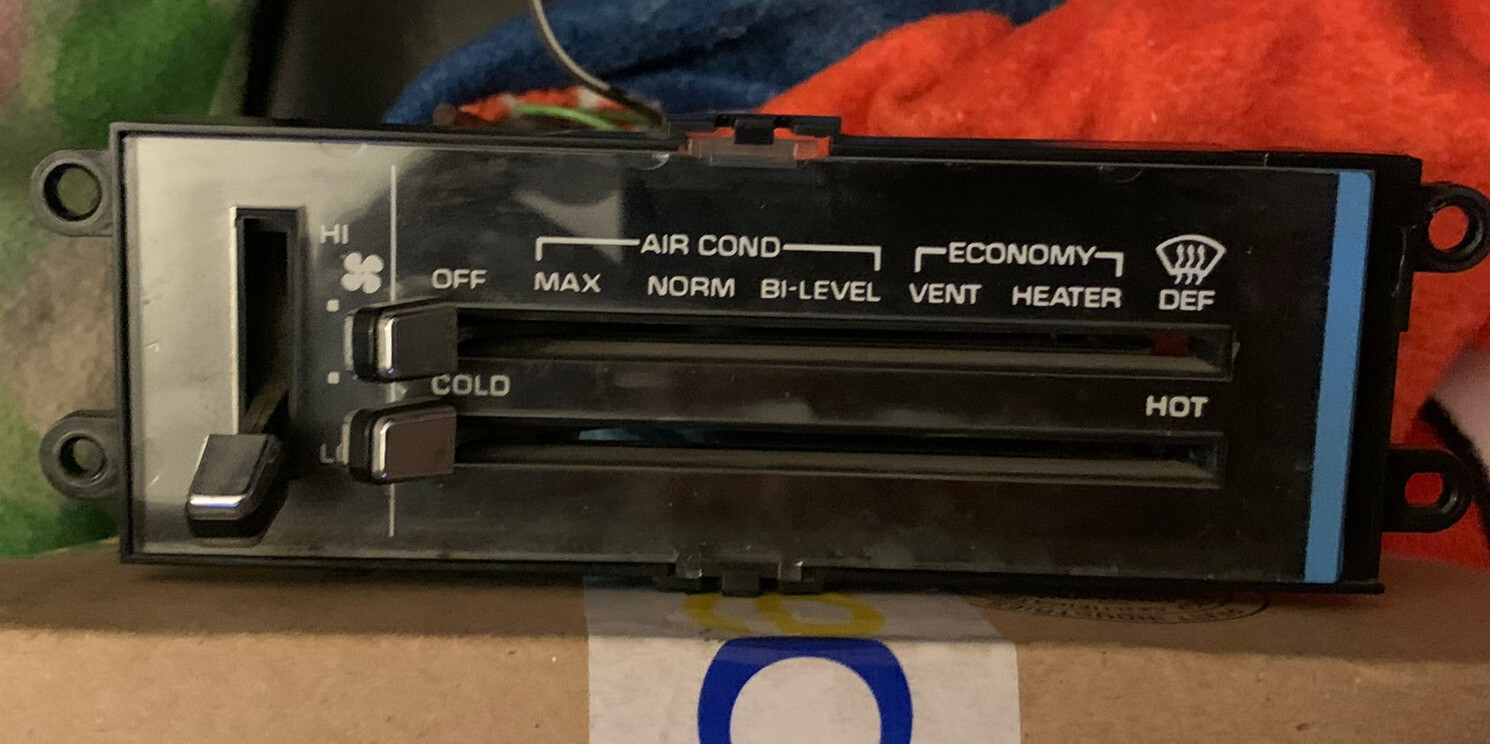 HI
AIR COND
ECONOMY
OFF MAX NORM BI-LEVEL VENT HEATER DEF
COLD
HOT